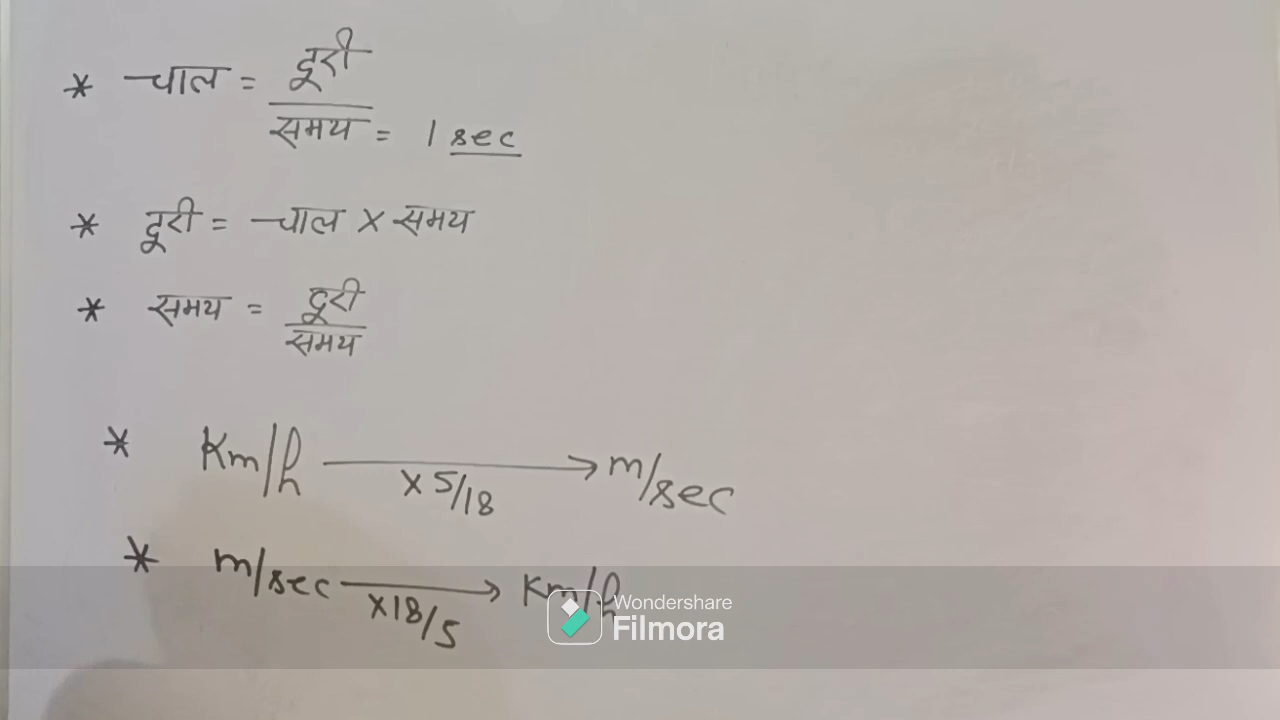 * चाल = दूरी / समय = 1 sec
* दूरी = चाल × समय
* समय = दूरी / समय
* Km/h → m/sec
× 5/18
* m/sec → Km/h
×18/5
Wondershare
Filmora